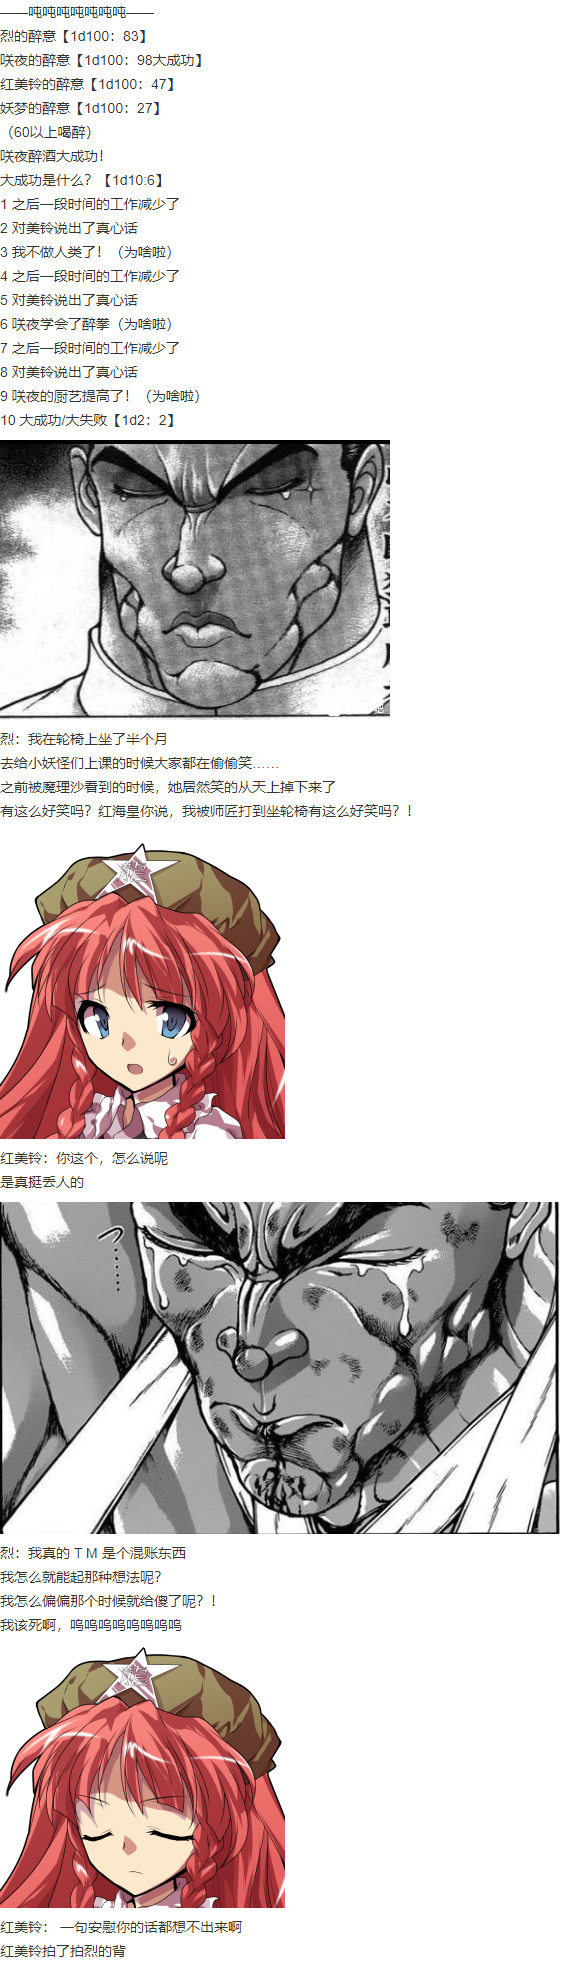 ——吨吨吨吨吨吨吨——
烈的醉意【1d100：83】
咲夜的醉意【1d100：98大成功】
红美铃的醉意【1d100：47】
妖梦的醉意【1d100：27】
（60以上喝醉）
咲夜醉酒大成功！
大成功是什么？【1d10:6】
1 之后一段时间的工作减少了
2 对美铃说出了真心话
3 我不做人类了！（为啥啦）
4 之后一段时间的工作减少了
5 对美铃说出了真心话
6 咲夜学会了醉拳（为啥啦）
7 之后一段时间的工作减少了
8 对美铃说出了真心话
9 咲夜的厨艺提高了！（为啥啦）
10 大成功/大失败【1d2：2】
烈：我在轮椅上坐了半个月
去给小妖怪们上课的时候大家都在偷偷笑……
之前被魔理沙看到的时候，她居然笑的从天上掉下来了
有这么好笑吗？红海皇你说，我被师匠打到坐轮椅有这么好笑吗？！
红美铃：你这个，怎么说呢
是真挺丢人的
っ……
烈：我真的 T M 是个混账东西
我怎么就能起那种想法呢？
我怎么偏偏那个时候就给傻了呢？！
我该死啊，呜呜呜呜呜呜呜呜
红美铃： 一句安慰你的话都想不出来啊
红美铃拍了拍烈的背